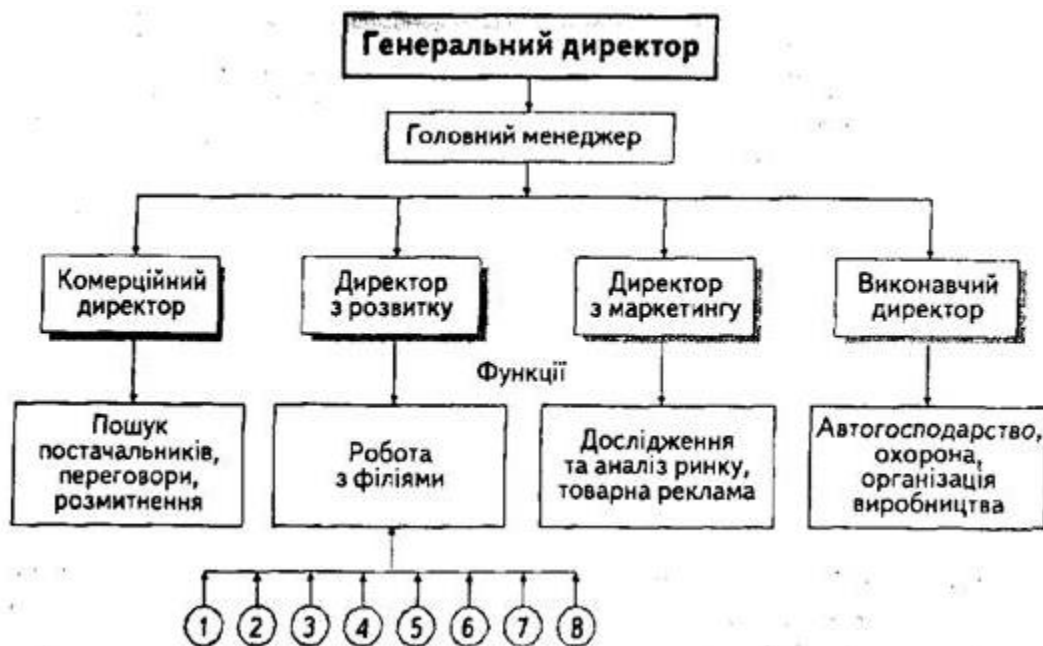 Генеральний директор
Головний менеджер
Комерційний
директор
Директор
з розвитку
Директор
з маркетингу
Виконавчий
директор
Функції
Пошук
постачальників,
переговори,
розмитнення
Робота
з філіями
Дослідження
та аналіз ринку,
товарна реклама
Автогосподарство,
охорона,
організація
виробництва
1 2 3 4 5 6 7 8